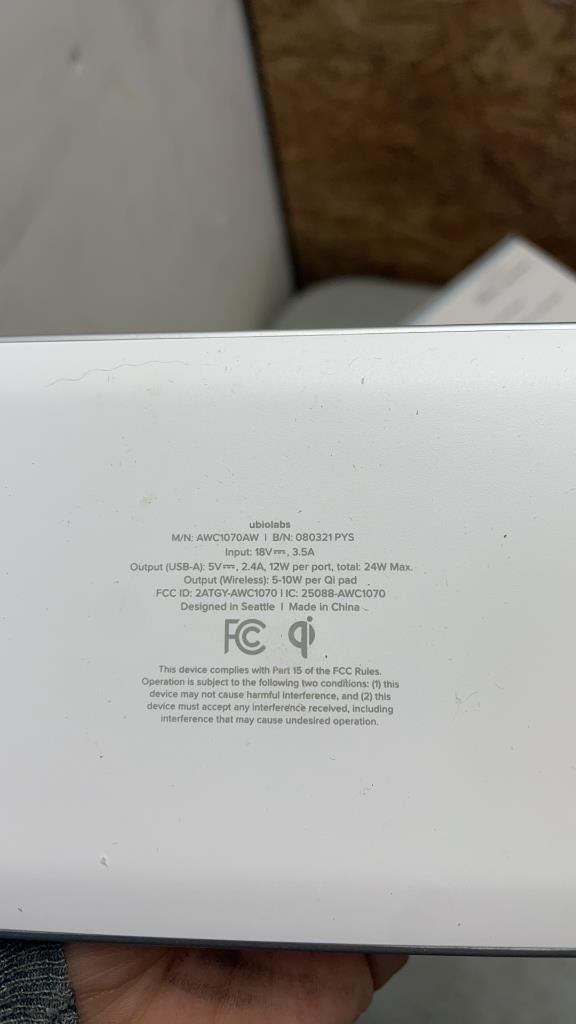 ubiolabs
M/N: AWC1070AW | B/N: 080321 PYS
Input: 18V⎓, 3.5A
Output (USB-A): 5V⎓, 2.4A, 12W per port, total: 24W Max.
Output (Wireless): 5-10W per Qi pad
FCC ID: 2ATGY-AWC1070 | IC: 25088-AWC1070
Designed in Seattle | Made in China
FC qi
This device complies with Part 15 of the FCC Rules.
Operation is subject to the following two conditions: (1) this
device may not cause harmful interference, and (2) this
device must accept any interference received, including
interference that may cause undesired operation.